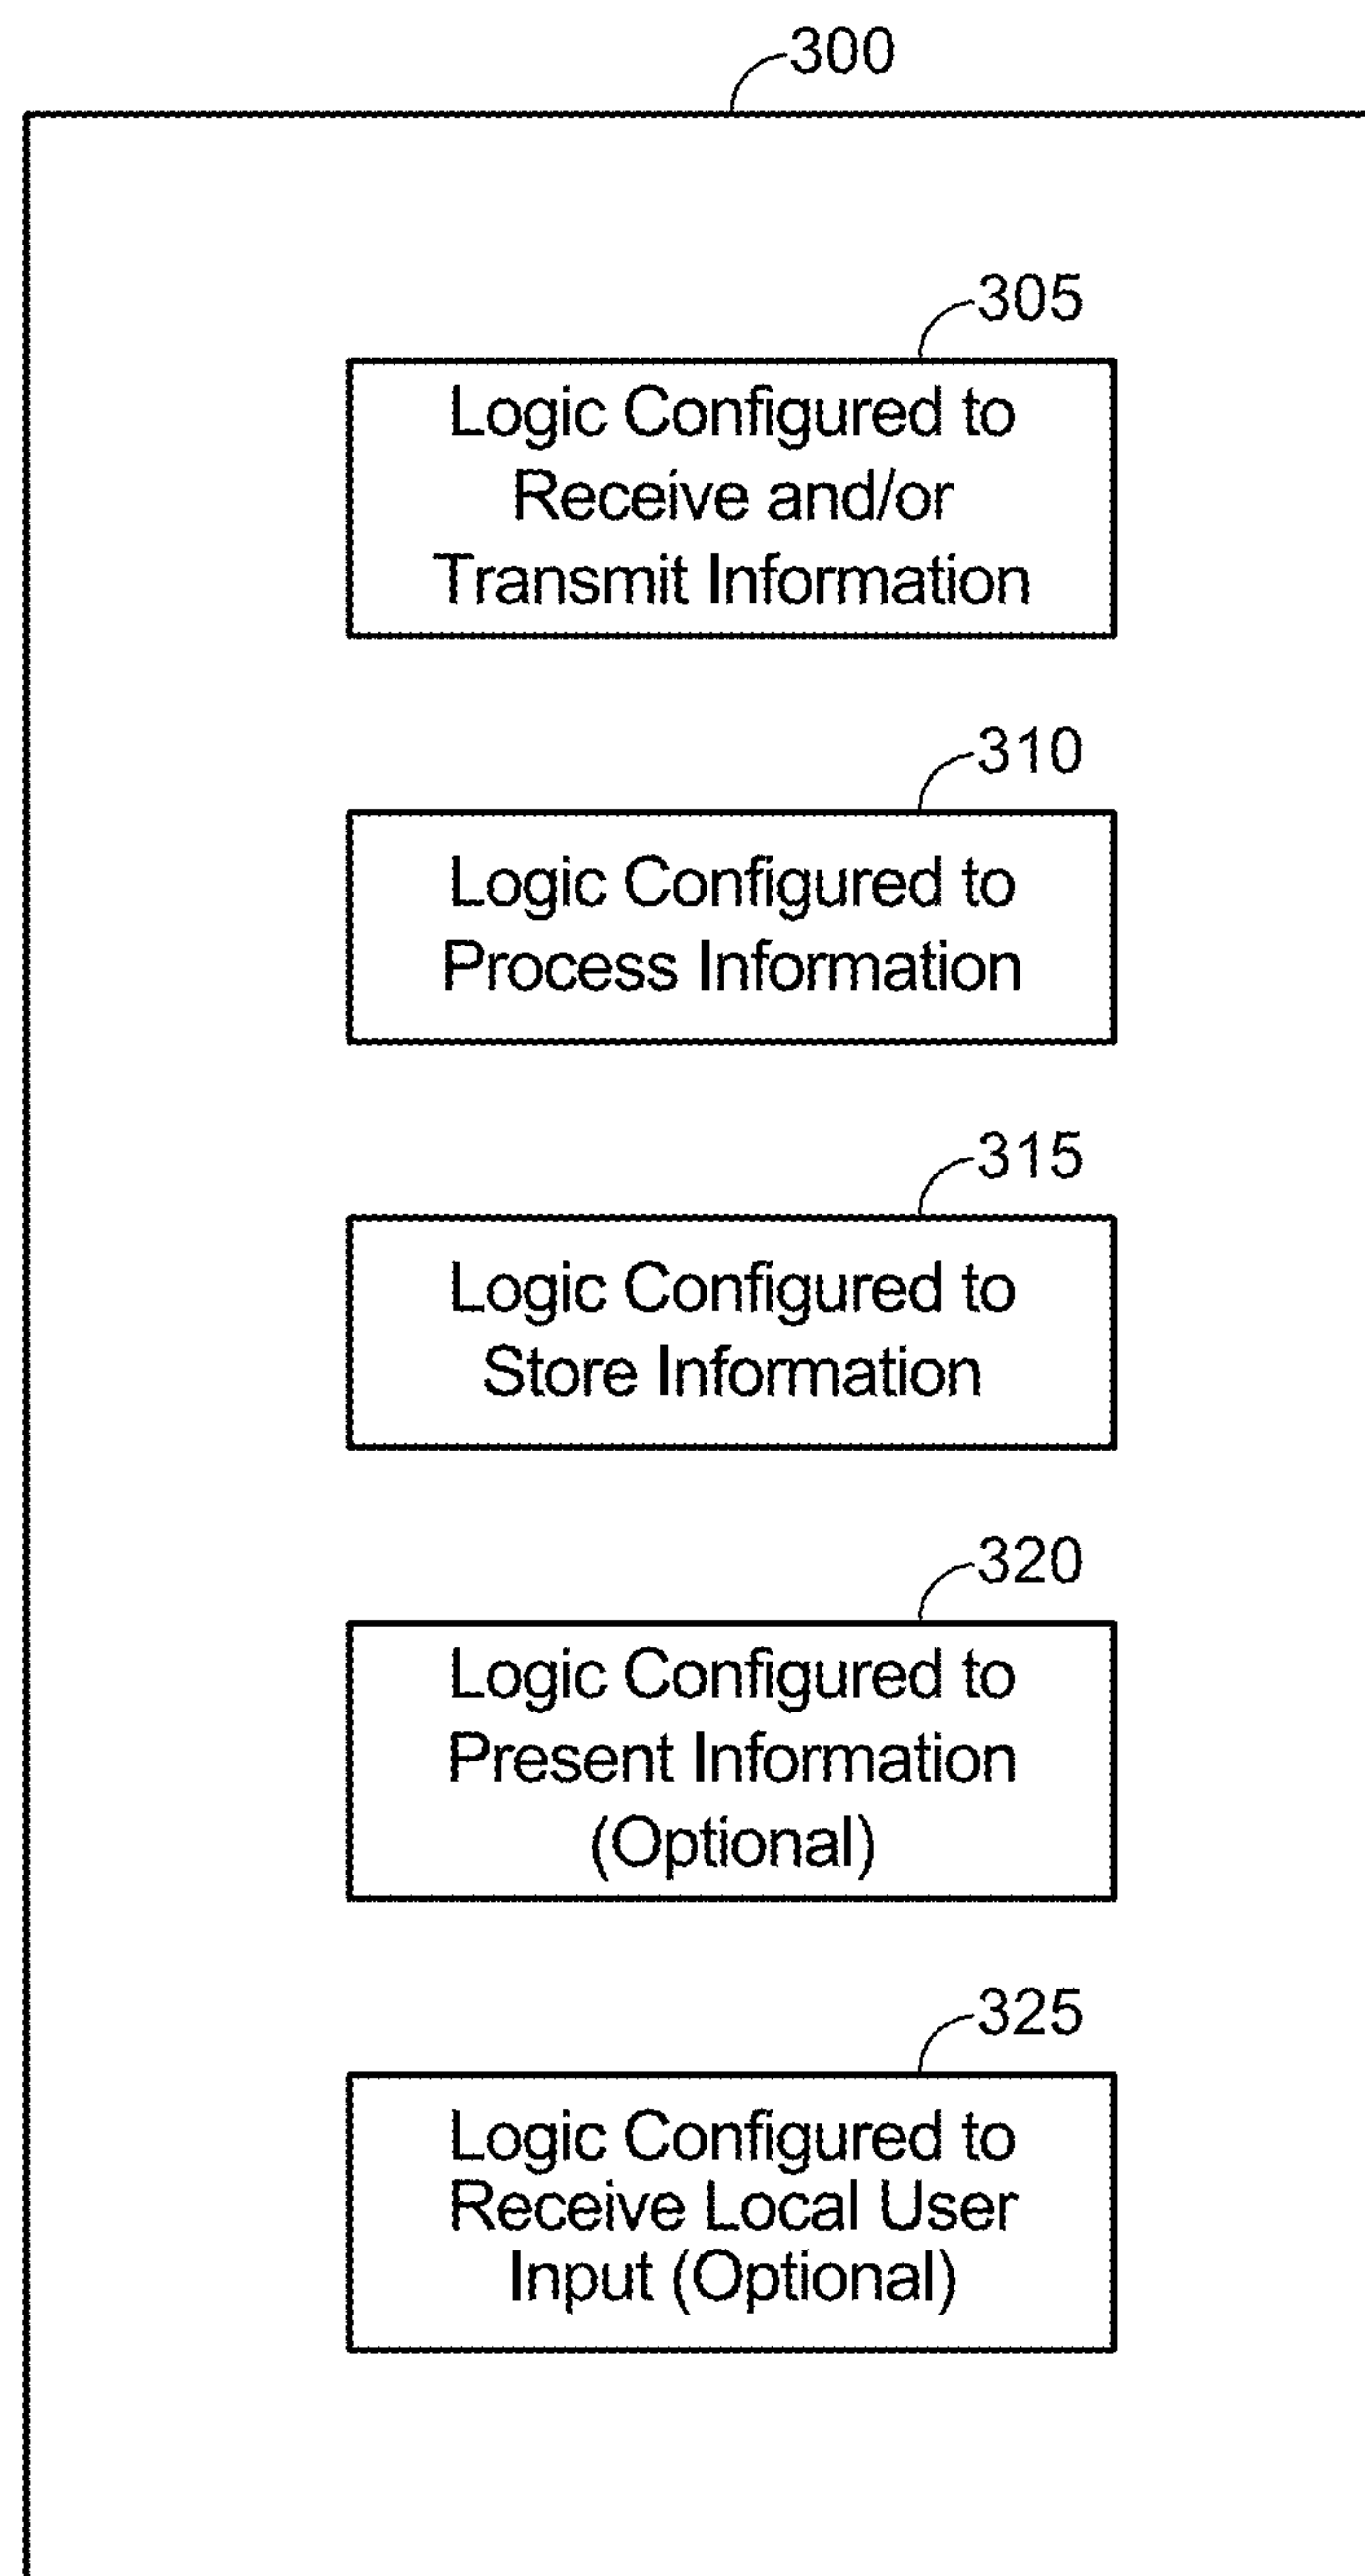 300
305
Logic Configured to
Receive and/or
Transmit Information
310
Logic Configured to
Process Information
315
Logic Configured to
Store Information
320
Logic Configured to
Present Information
(Optional)
325
Logic Configured to
Receive Local User
Input (Optional)